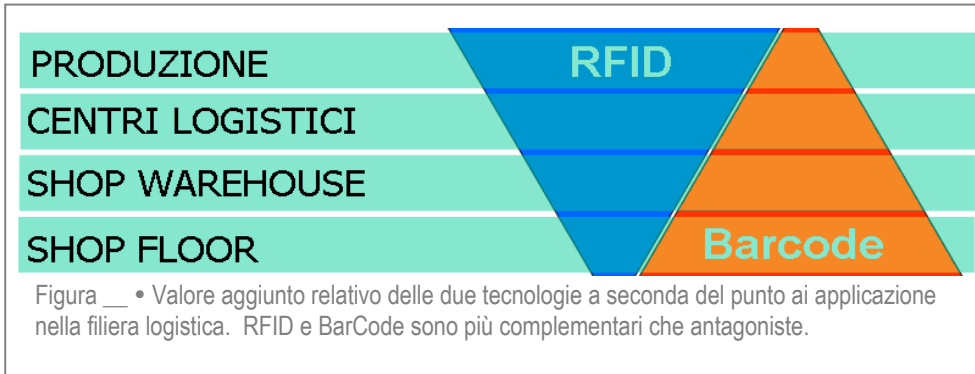 PRODUZIONE RFID
CENTRI LOGISTICI
SHOP WAREHOUSE
SHOP FLOOR Barcode
Figura __ • Valore aggiunto relativo delle due tecnologie a seconda del punto ai applicazione
nella filiera logistica. RFID e BarCode sono più complementari che antagoniste.